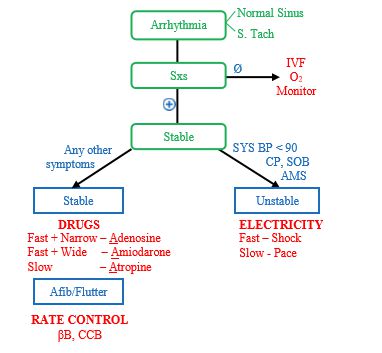 Arrhythmia
Normal Sinus
S. Tach
Sxs
Ø
IVF
O₂
Monitor
+
Stable
Any other
symptoms
SYS BP < 90
CP, SOB
AMS
Stable
Unstable
DRUGS
Fast + Narrow – Adenosine
Fast + Wide – Amiodarone
Slow – Atropine
ELECTRICITY
Fast – Shock
Slow - Pace
Afib/Flutter
RATE CONTROL
βB, CCB